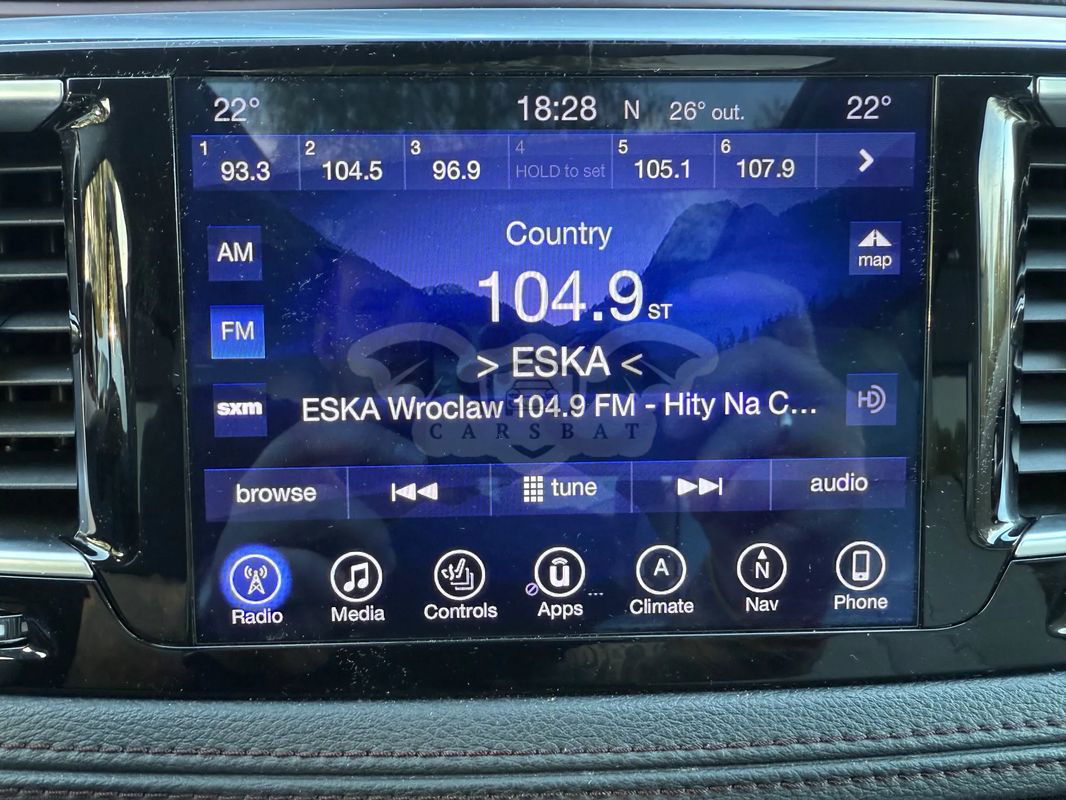 22° 18:28 N 26° out. 22°
1 93.3 2 104.5 3 96.9 4 HOLD to set 5 105.1 6 107.9
Country
AM
map
104.9 ST
FM
> ESKA <
sxm
ESKA Wroclaw 104.9 FM - Hity Na C...
HD
CARSBAT
browse tune audio
A N
Radio Media Controls Apps ... Climate Nav Phone